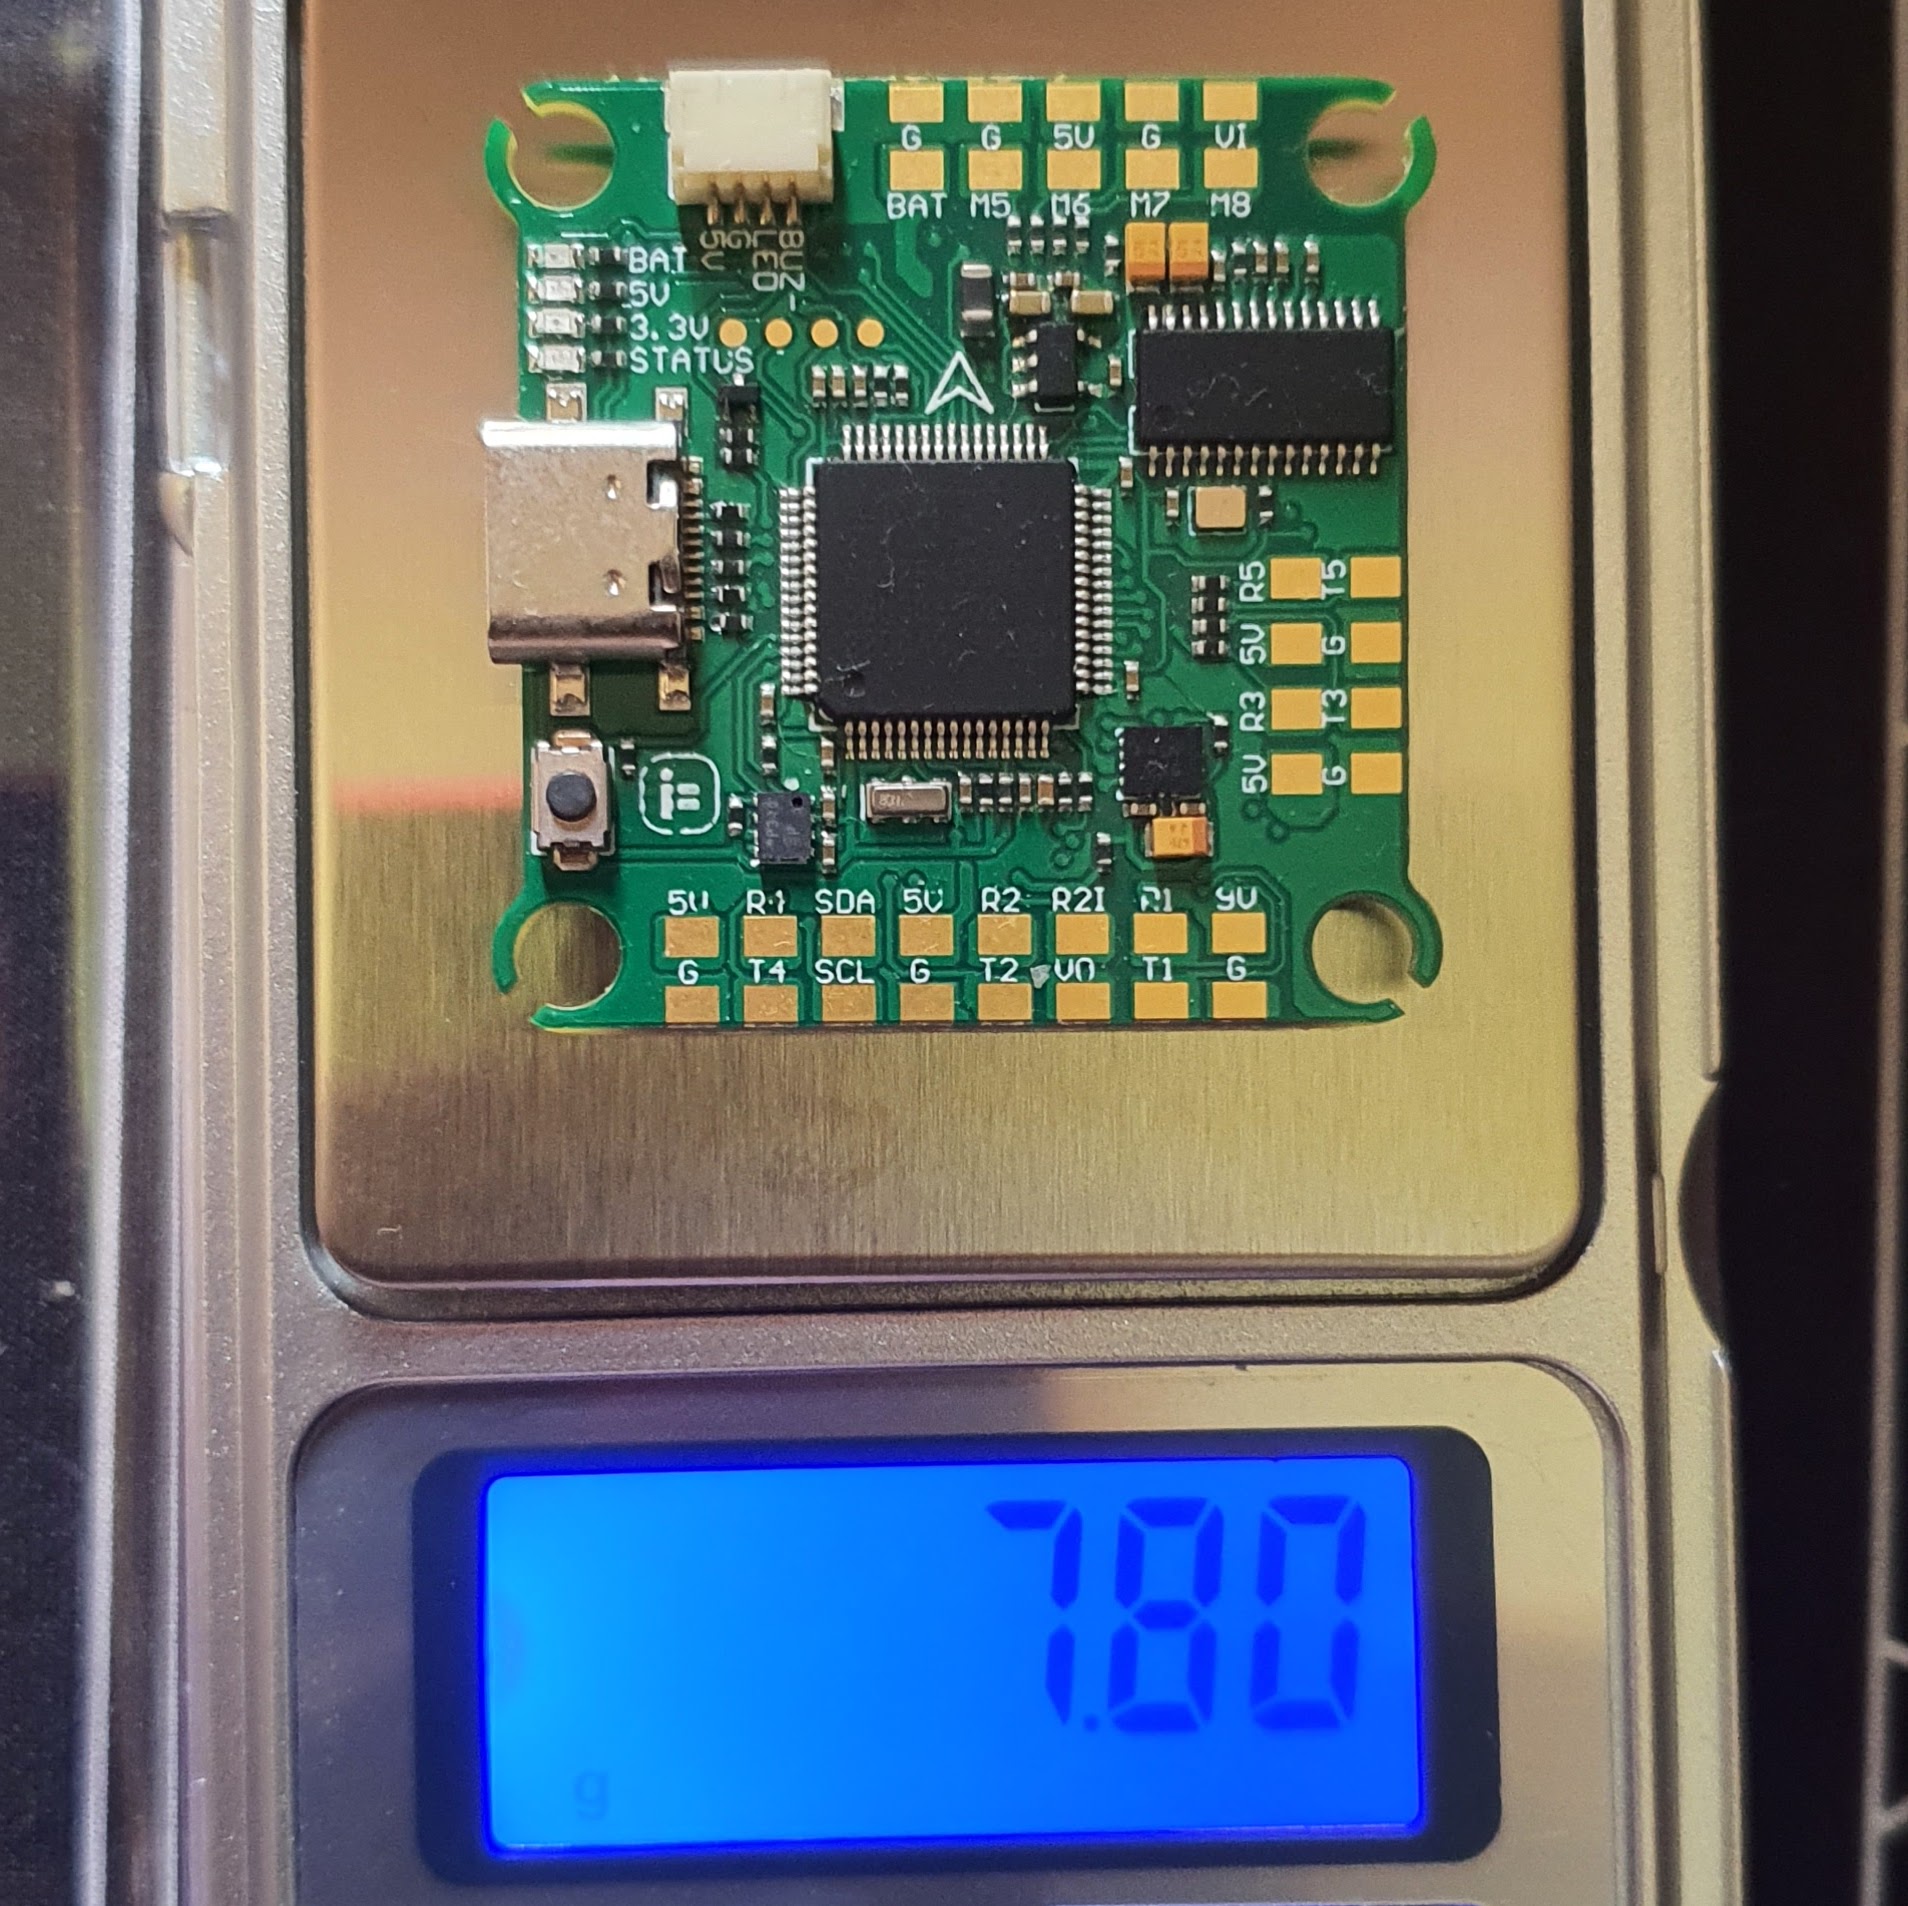 G G 5V G VI
BAT M5 M6 M7 M8
5V
G
LED
BUZ-
BAT
5V
3.3V
STATUS
R5 T5
5V G
R3 T3
5V G
5V R4 SDA 5V R2 R2I R1 9V
G T4 SCL G T2 VO T1 G
7.80
g